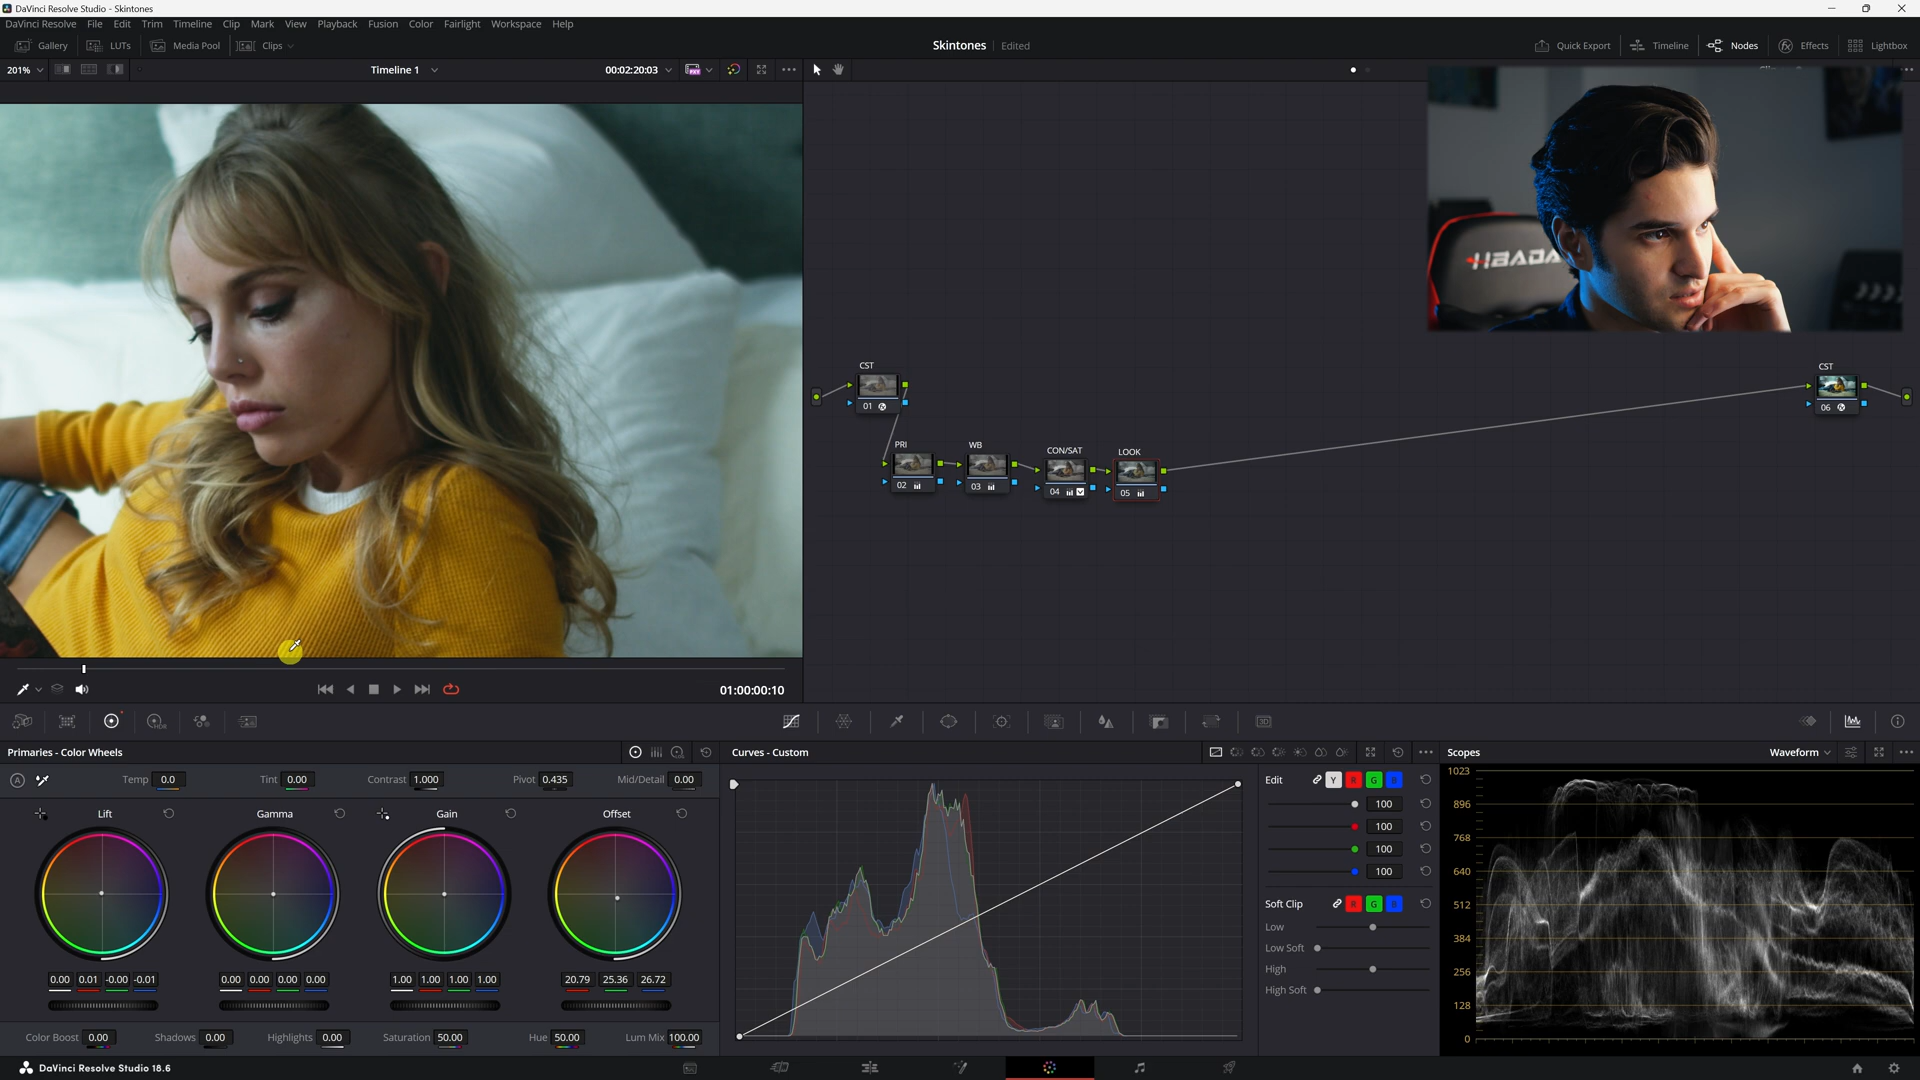 DaVinci Resolve Studio - Skintones
DaVinci Resolve File Edit Trim Timeline Clip Mark View Playback Fusion Color Fairlight Workspace Help
Gallery LUTs Media Pool Clips Skintones Edited Quick Export Timeline Nodes Effects Lightbox
201% Timeline 1 00:02:20:03
HBADA
CST
01
CST
06
PRI
02
WB
03
CON/SAT
04
LOOK
05
01:00:00:10
Primaries - Color Wheels
Temp 0.0 Tint 0.00 Contrast 1.000 Pivot 0.435 Mid/Detail 0.00
Lift Gamma Gain Offset
0.00 0.01 -0.00 -0.01 0.00 0.00 0.00 0.00 1.00 1.00 1.00 1.00 20.79 25.36 26.72
Color Boost 0.00 Shadows 0.00 Highlights 0.00 Saturation 50.00 Hue 50.00 Lum Mix 100.00
Curves - Custom
Edit Y R G B
100
100
100
100
Soft Clip R G B
Low
Low Soft
High
High Soft
Scopes Waveform
1023
896
768
640
512
384
256
128
0
DaVinci Resolve Studio 18.6